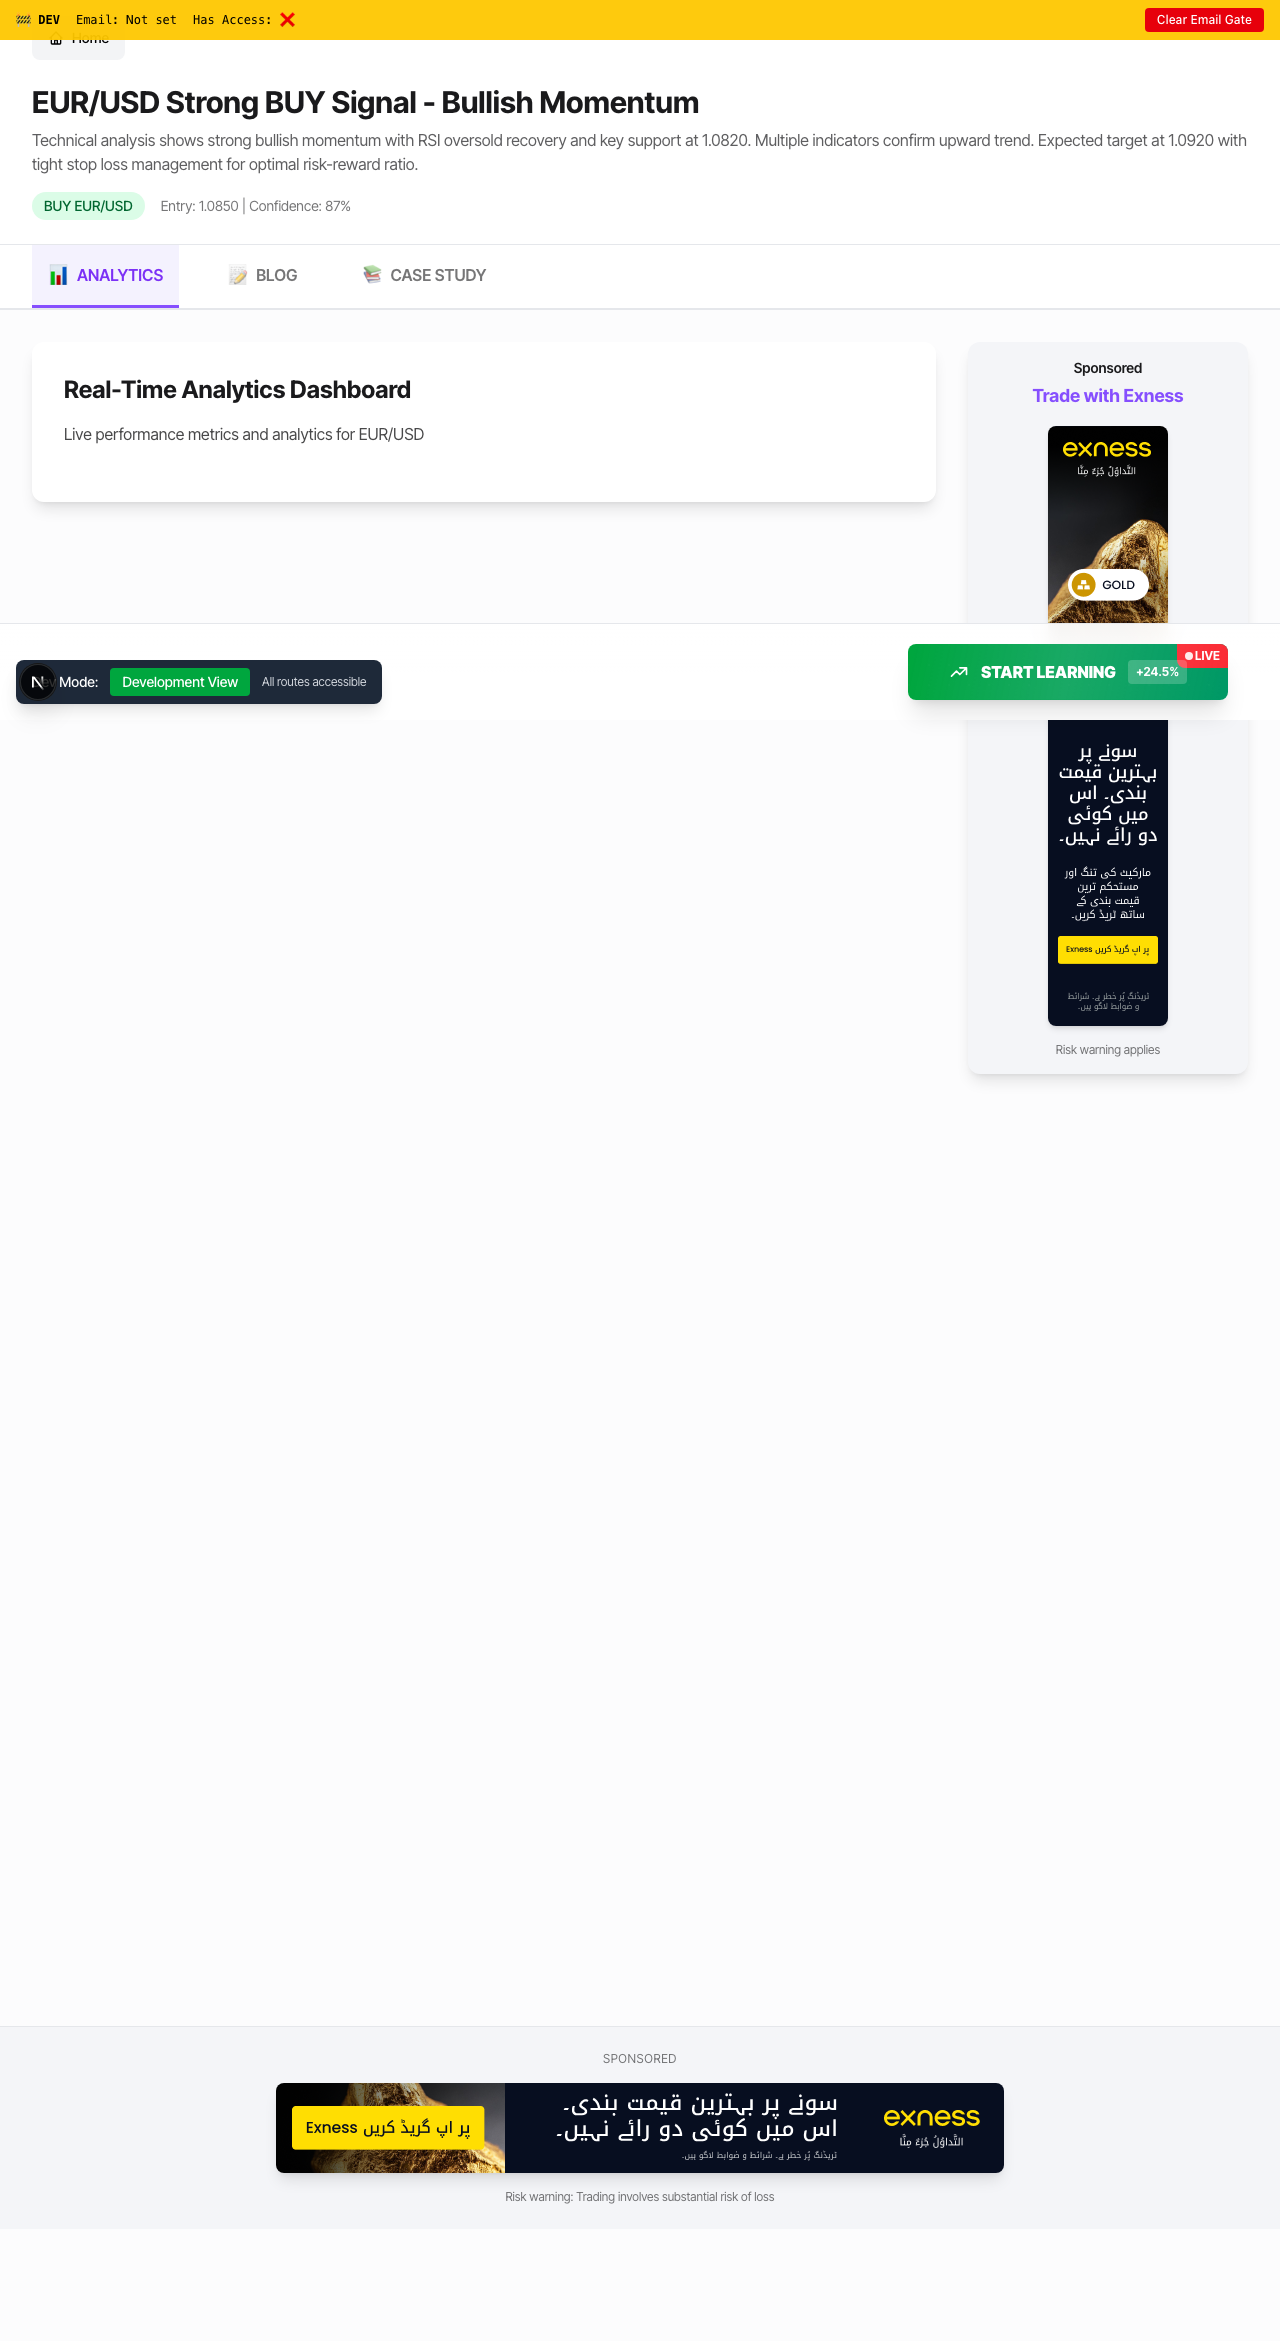 DEV Email: Not set Has Access:
Clear Email Gate
Home
EUR/USD Strong BUY Signal - Bullish Momentum
Technical analysis shows strong bullish momentum with RSI oversold recovery and key support at 1.0820. Multiple indicators confirm upward trend. Expected target at 1.0920 with
tight stop loss management for optimal risk-reward ratio.
BUY EUR/USD Entry: 1.0850 | Confidence: 87%
ANALYTICS BLOG CASE STUDY
Real-Time Analytics Dashboard
Live performance metrics and analytics for EUR/USD
Sponsored
Trade with Exness
exness
التَّداوُلُ جُزءٌ مِنَّا
GOLD
Mode: Development View All routes accessible
START LEARNING +24.5% LIVE
سونے پر
بہترین قیمت
بندی۔ اس
میں کوئی
دو رائے نہیں۔
مارکیٹ کی تنگ اور
مستحکم ترین
قیمت بندی کے
ساتھ ٹریڈ کریں۔
Exness پر اپ گریڈ کریں
ٹریڈنگ پُر خطر ہے۔ شرائط
و ضوابط لاگو ہیں۔
Risk warning applies
SPONSORED
Exness پر اپ گریڈ کریں
سونے پر بہترین قیمت بندی۔
اس میں کوئی دو رائے نہیں۔
ٹریڈنگ پُر خطر ہے۔ شرائط و ضوابط لاگو ہیں۔
exness
التَّداوُلُ جُزءٌ مِنَّا
Risk warning: Trading involves substantial risk of loss